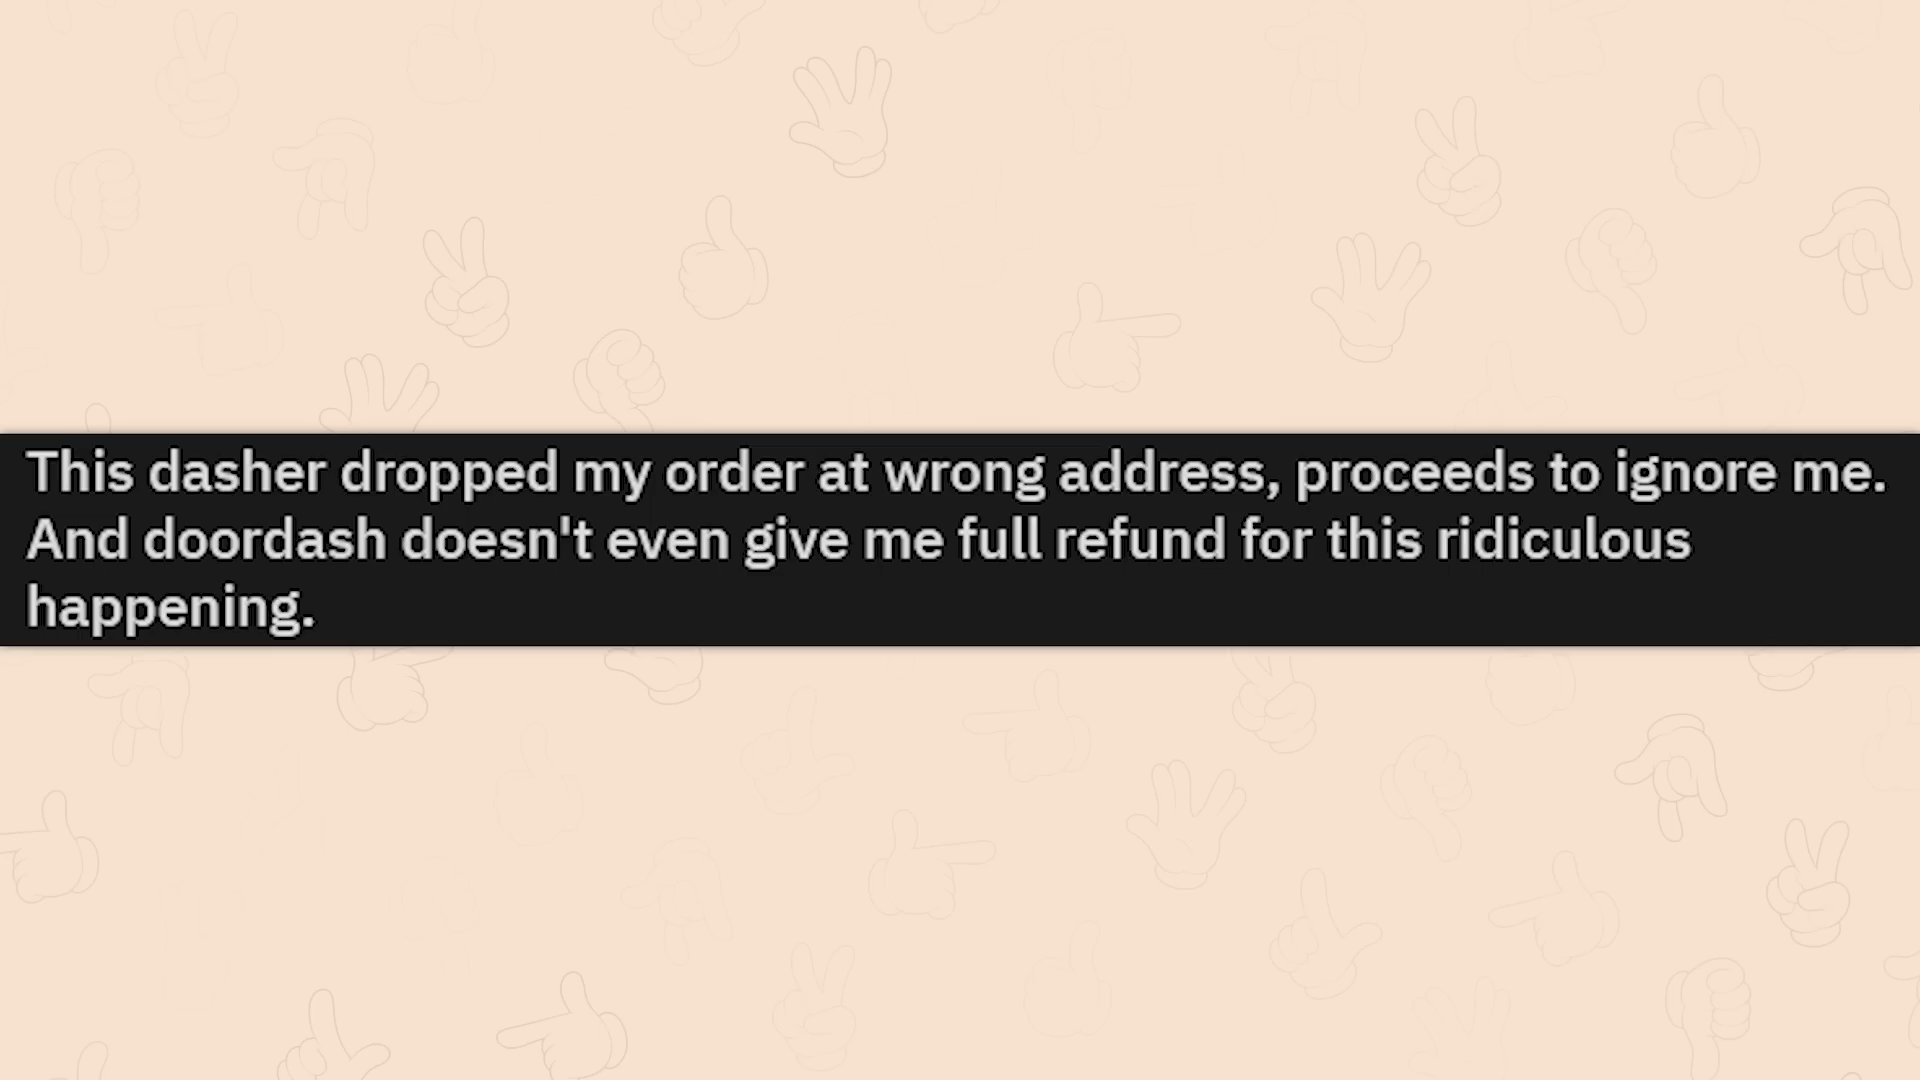 This dasher dropped my order at wrong address, proceeds to ignore me.
And doordash doesn't even give me full refund for this ridiculous
happening.